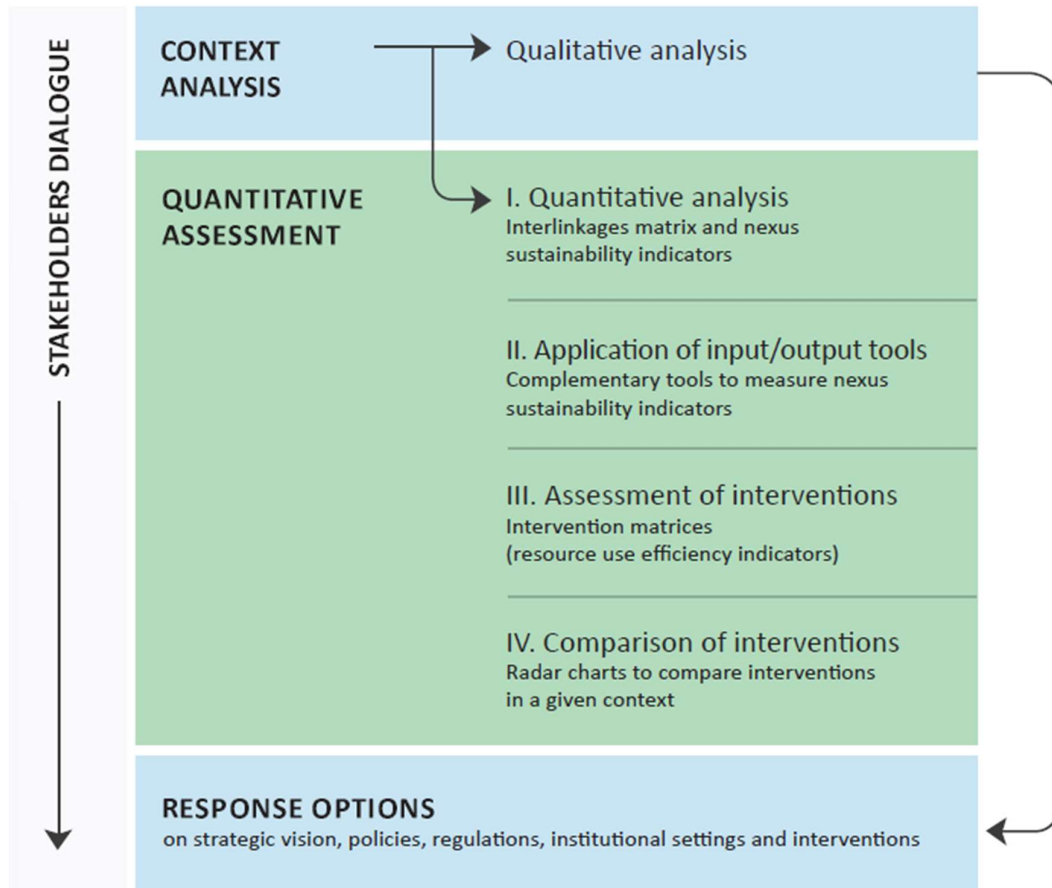 STAKEHOLDERS DIALOGUE
CONTEXT
ANALYSIS
Qualitative analysis
QUANTITATIVE
ASSESSMENT
I. Quantitative analysis
Interlinkages matrix and nexus
sustainability indicators
II. Application of input/output tools
Complementary tools to measure nexus
sustainability indicators
III. Assessment of interventions
Intervention matrices
(resource use efficiency indicators)
IV. Comparison of interventions
Radar charts to compare interventions
in a given context
RESPONSE OPTIONS
on strategic vision, policies, regulations, institutional settings and interventions